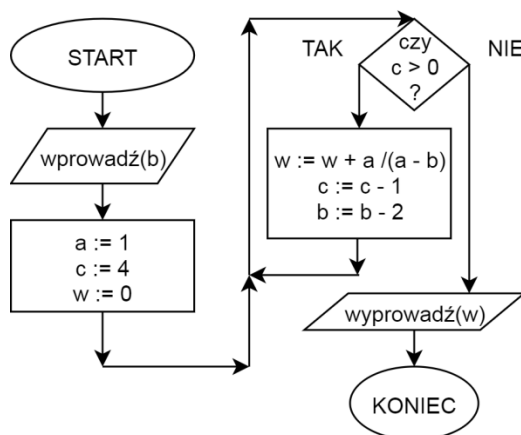 START
wprowadź(b)
a := 1
c := 4
w := 0
TAK
czy
c > 0
?
NIE
w := w + a /(a - b)
c := c - 1
b := b - 2
wyprowadź(w)
KONIEC